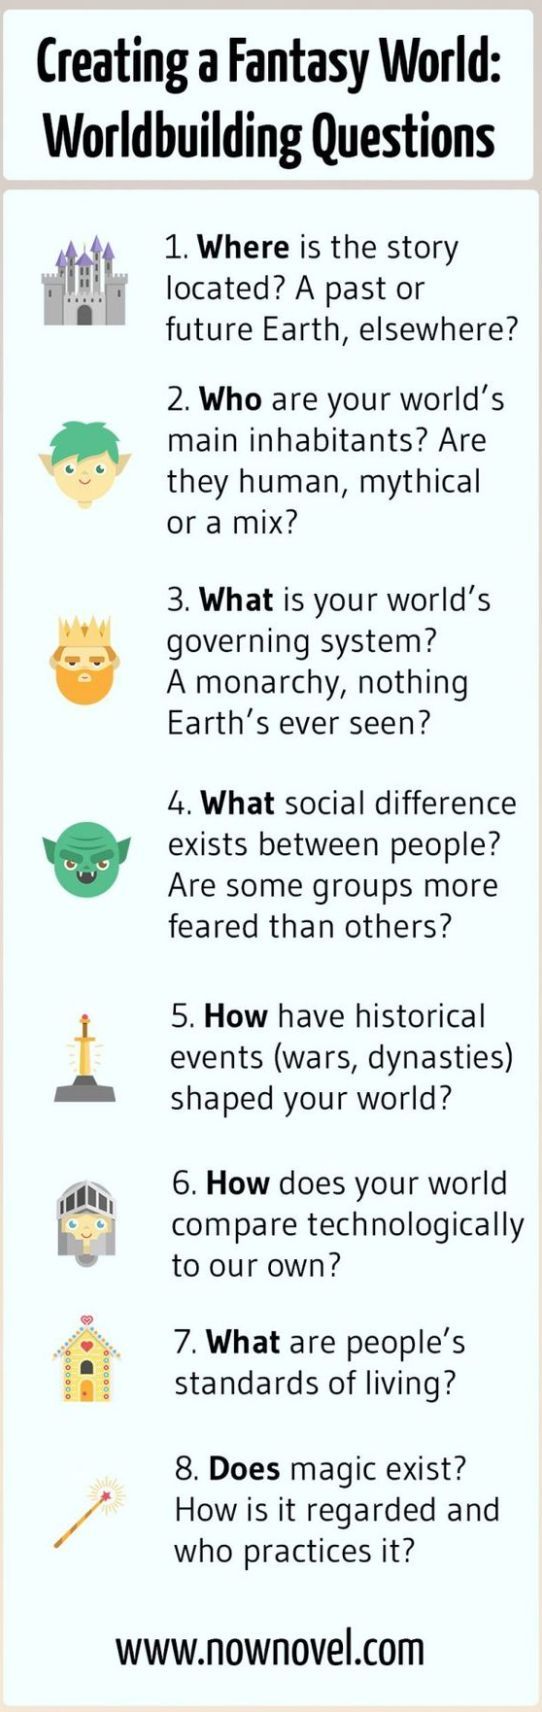 Creating a Fantasy World:
Worldbuilding Questions
1. Where is the story
located? A past or
future Earth, elsewhere?
2. Who are your world's
main inhabitants? Are
they human, mythical
or a mix?
3. What is your world's
governing system?
A monarchy, nothing
Earth's ever seen?
4. What social difference
exists between people?
Are some groups more
feared than others?
5. How have historical
events (wars, dynasties)
shaped your world?
6. How does your world
compare technologically
to our own?
7. What are people's
standards of living?
8. Does magic exist?
How is it regarded and
who practices it?
www.nownovel.com